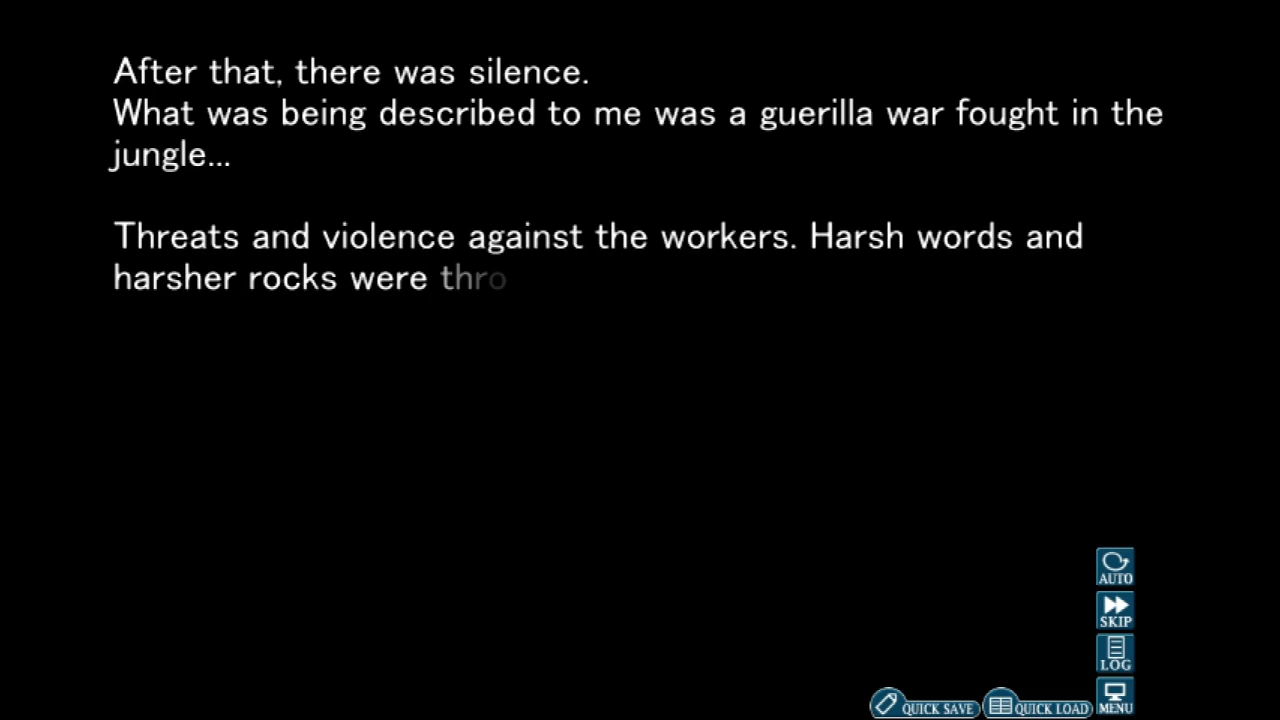 After that, there was silence.
What was being described to me was a guerilla war fought in the
jungle...
Threats and violence against the workers. Harsh words and
harsher rocks were thro
AUTO
SKIP
LOG
QUICK SAVE
QUICK LOAD
MENU